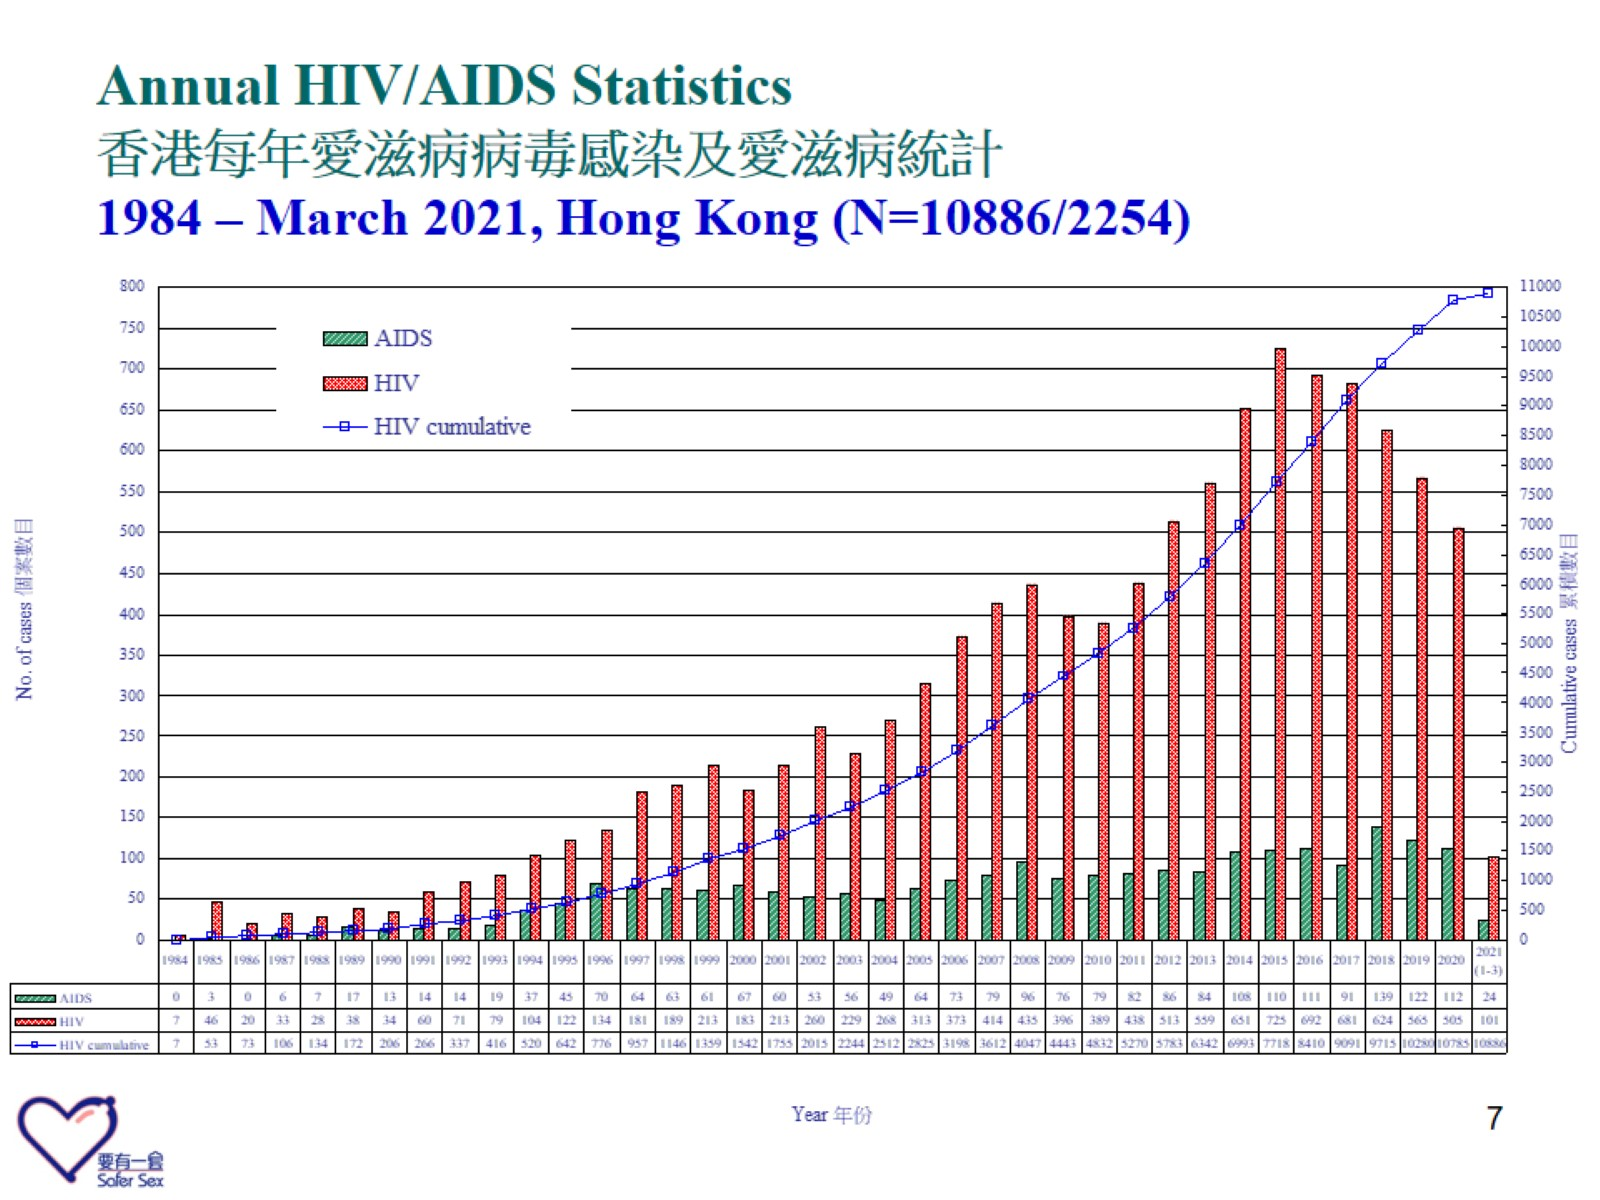 Annual HIV/AIDS Statistics
香港每年愛滋病病毒感染及愛滋病統計
1984 – March 2021, Hong Kong (N=10886/2254)
800
750
700
650
600
550
500
450
400
350
300
250
200
150
100
50
0
No. of cases 個案數目
AIDS
HIV
HIV cumulative
11000
10500
10000
9500
9000
8500
8000
7500
7000
6500
6000
5500
5000
4500
4000
3500
3000
2500
2000
1500
1000
500
0
Cumulative cases 累積數目
1984 1985 1986 1987 1988 1989 1990 1991 1992 1993 1994 1995 1996 1997 1998 1999 2000 2001 2002 2003 2004 2005 2006 2007 2008 2009 2010 2011 2012 2013 2014 2015 2016 2017 2018 2019 2020 2021 (1-3)
AIDS 0 3 0 6 7 17 13 14 14 19 37 45 70 64 63 61 67 60 53 56 49 64 73 79 96 76 79 82 86 84 108 110 111 91 139 122 112 24
HIV 7 46 20 33 28 38 34 60 71 79 104 122 134 181 189 213 183 213 260 229 268 313 373 414 435 396 389 438 513 559 651 725 692 681 624 565 505 101
HIV cumulative 7 53 73 106 134 172 206 266 337 416 520 642 776 957 1146 1359 1542 1755 2015 2244 2512 2825 3198 3612 4047 4443 4832 5270 5783 6342 6993 7718 8410 9091 9715 10280 10785 10886
Year 年份
7
要有一套
Safer Sex